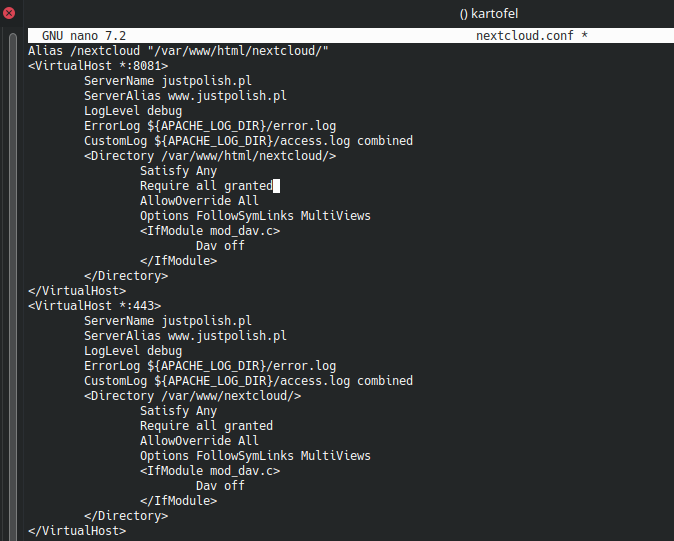 () kartofel
GNU nano 7.2 nextcloud.conf *
Alias /nextcloud "/var/www/html/nextcloud/"
<VirtualHost *:8081>
        ServerName justpolish.pl
        ServerAlias www.justpolish.pl
        LogLevel debug
        ErrorLog ${APACHE_LOG_DIR}/error.log
        CustomLog ${APACHE_LOG_DIR}/access.log combined
        <Directory /var/www/html/nextcloud/>
                Satisfy Any
                Require all granted
                AllowOverride All
                Options FollowSymLinks MultiViews
                <IfModule mod_dav.c>
                        Dav off
                </IfModule>
        </Directory>
</VirtualHost>
<VirtualHost *:443>
        ServerName justpolish.pl
        ServerAlias www.justpolish.pl
        LogLevel debug
        ErrorLog ${APACHE_LOG_DIR}/error.log
        CustomLog ${APACHE_LOG_DIR}/access.log combined
        <Directory /var/www/nextcloud/>
                Satisfy Any
                Require all granted
                AllowOverride All
                Options FollowSymLinks MultiViews
                <IfModule mod_dav.c>
                        Dav off
                </IfModule>
        </Directory>
</VirtualHost>